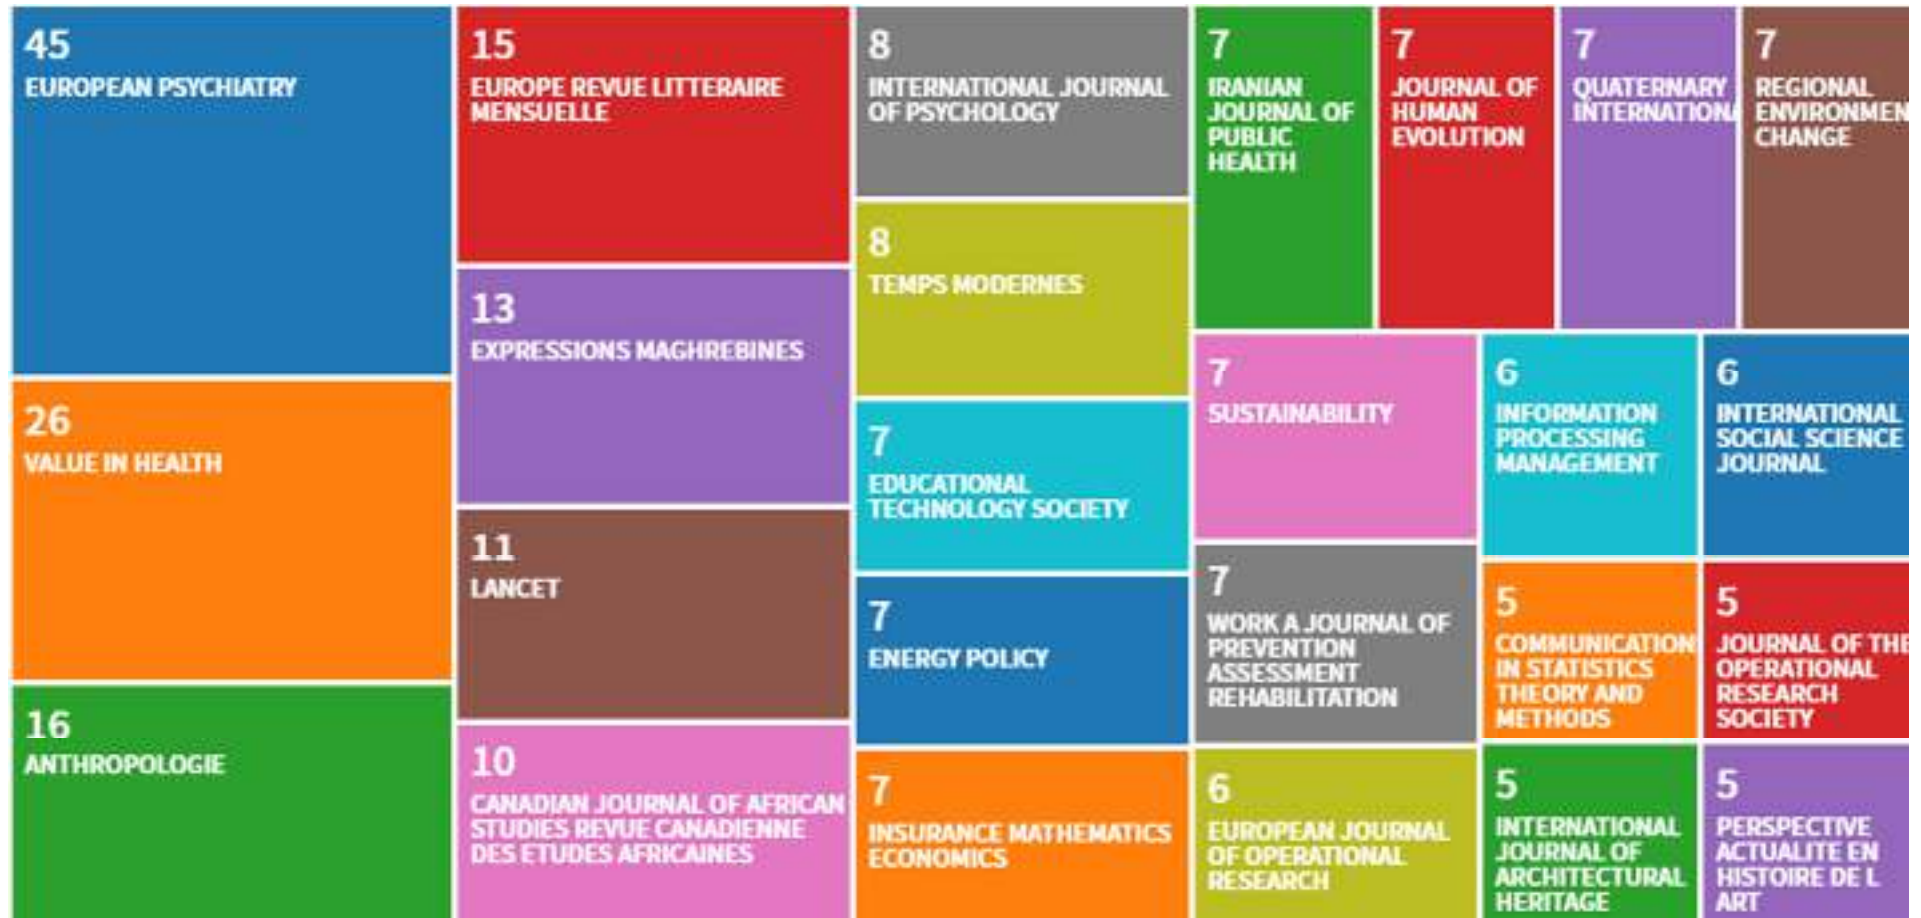 45
EUROPEAN PSYCHIATRY
26
VALUE IN HEALTH
16
ANTHROPOLOGIE
15
EUROPE REVUE LITTERAIRE
MENSUELLE
13
EXPRESSIONS MAGHREBINES
11
LANCET
10
CANADIAN JOURNAL OF AFRICAN
STUDIES REVUE CANADIENNE
DES ETUDES AFRICAINES
8
INTERNATIONAL JOURNAL
OF PSYCHOLOGY
8
TEMPS MODERNES
7
EDUCATIONAL
TECHNOLOGY SOCIETY
7
ENERGY POLICY
7
INSURANCE MATHEMATICS
ECONOMICS
7
IRANIAN
JOURNAL OF
PUBLIC
HEALTH
7
JOURNAL OF
HUMAN
EVOLUTION
7
QUATERNARY
INTERNATIONA
7
REGIONAL
ENVIRONMEN
CHANGE
7
SUSTAINABILITY
7
WORK A JOURNAL OF
PREVENTION
ASSESSMENT
REHABILITATION
6
EUROPEAN JOURNAL
OF OPERATIONAL
RESEARCH
6
INFORMATION
PROCESSING
MANAGEMENT
6
INTERNATIONAL
SOCIAL SCIENCE
JOURNAL
5
COMMUNICATION
IN STATISTICS
THEORY AND
METHODS
5
JOURNAL OF THE
OPERATIONAL
RESEARCH
SOCIETY
5
INTERNATIONAL
JOURNAL OF
ARCHITECTURAL
HERITAGE
5
PERSPECTIVE
ACTUALITE EN
HISTOIRE DE L
ART